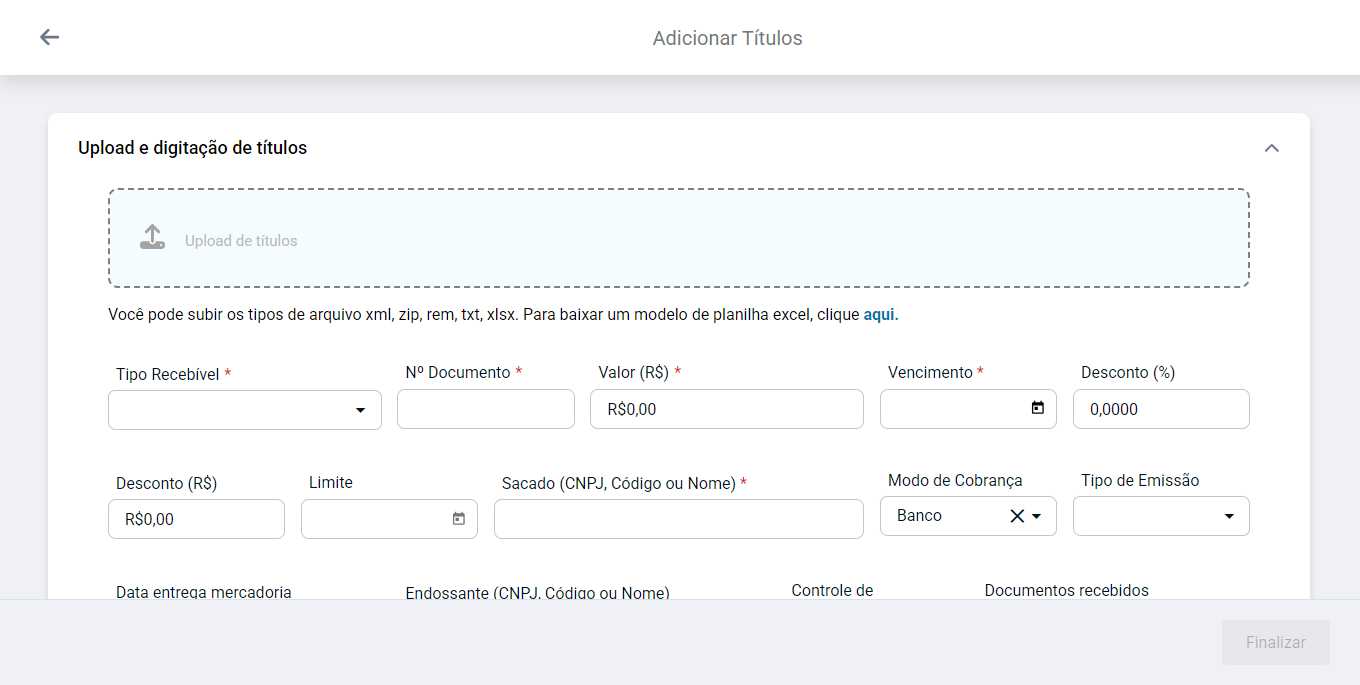 Adicionar Títulos
Upload e digitação de títulos
Upload de títulos
Você pode subir os tipos de arquivo xml, zip, rem, txt, xlsx. Para baixar um modelo de planilha excel, clique aqui.
Tipo Recebível * Nº Documento * Valor (R$) * Vencimento * Desconto (%)
R$0,00 0,0000
Desconto (R$) Limite Sacado (CNPJ, Código ou Nome) * Modo de Cobrança Tipo de Emissão
R$0,00 Banco
Data entrega mercadoria Endossante (CNPJ, Código ou Nome) Controle de Documentos recebidos
Finalizar